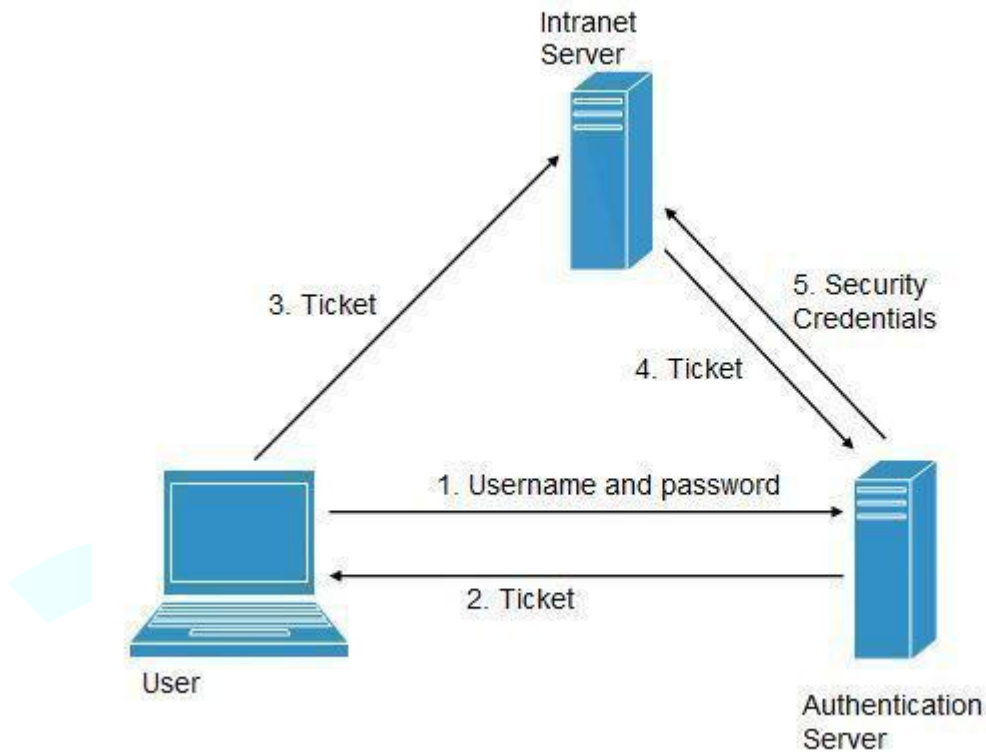 Intranet
Server
3. Ticket
5. Security
Credentials
4. Ticket
1. Username and password
2. Ticket
User
Authentication
Server